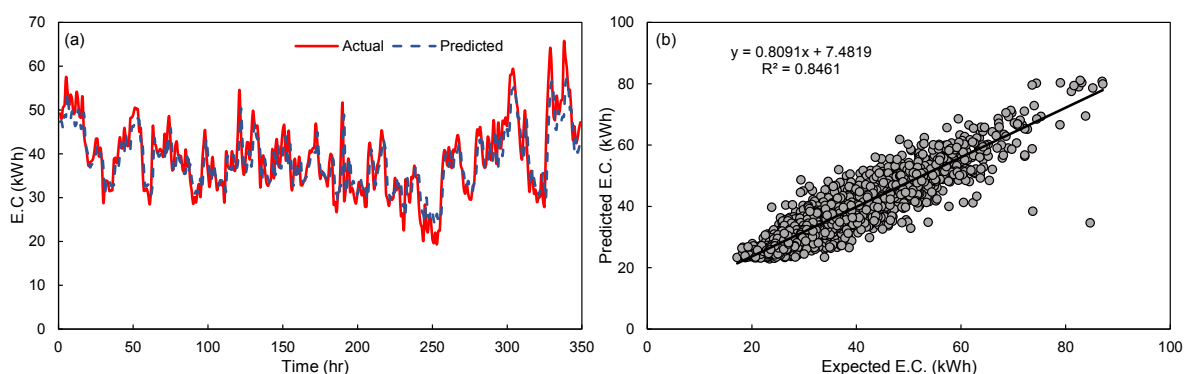 (a)
Actual
Predicted
E.C (kWh)
70
60
50
40
30
20
10
0
0 50 100 150 200 250 300 350
Time (hr)
(b)
y = 0.8091x + 7.4819
R² = 0.8461
Predicted E.C. (kWh)
100
80
60
40
20
0
0 20 40 60 80 100
Expected E.C. (kWh)